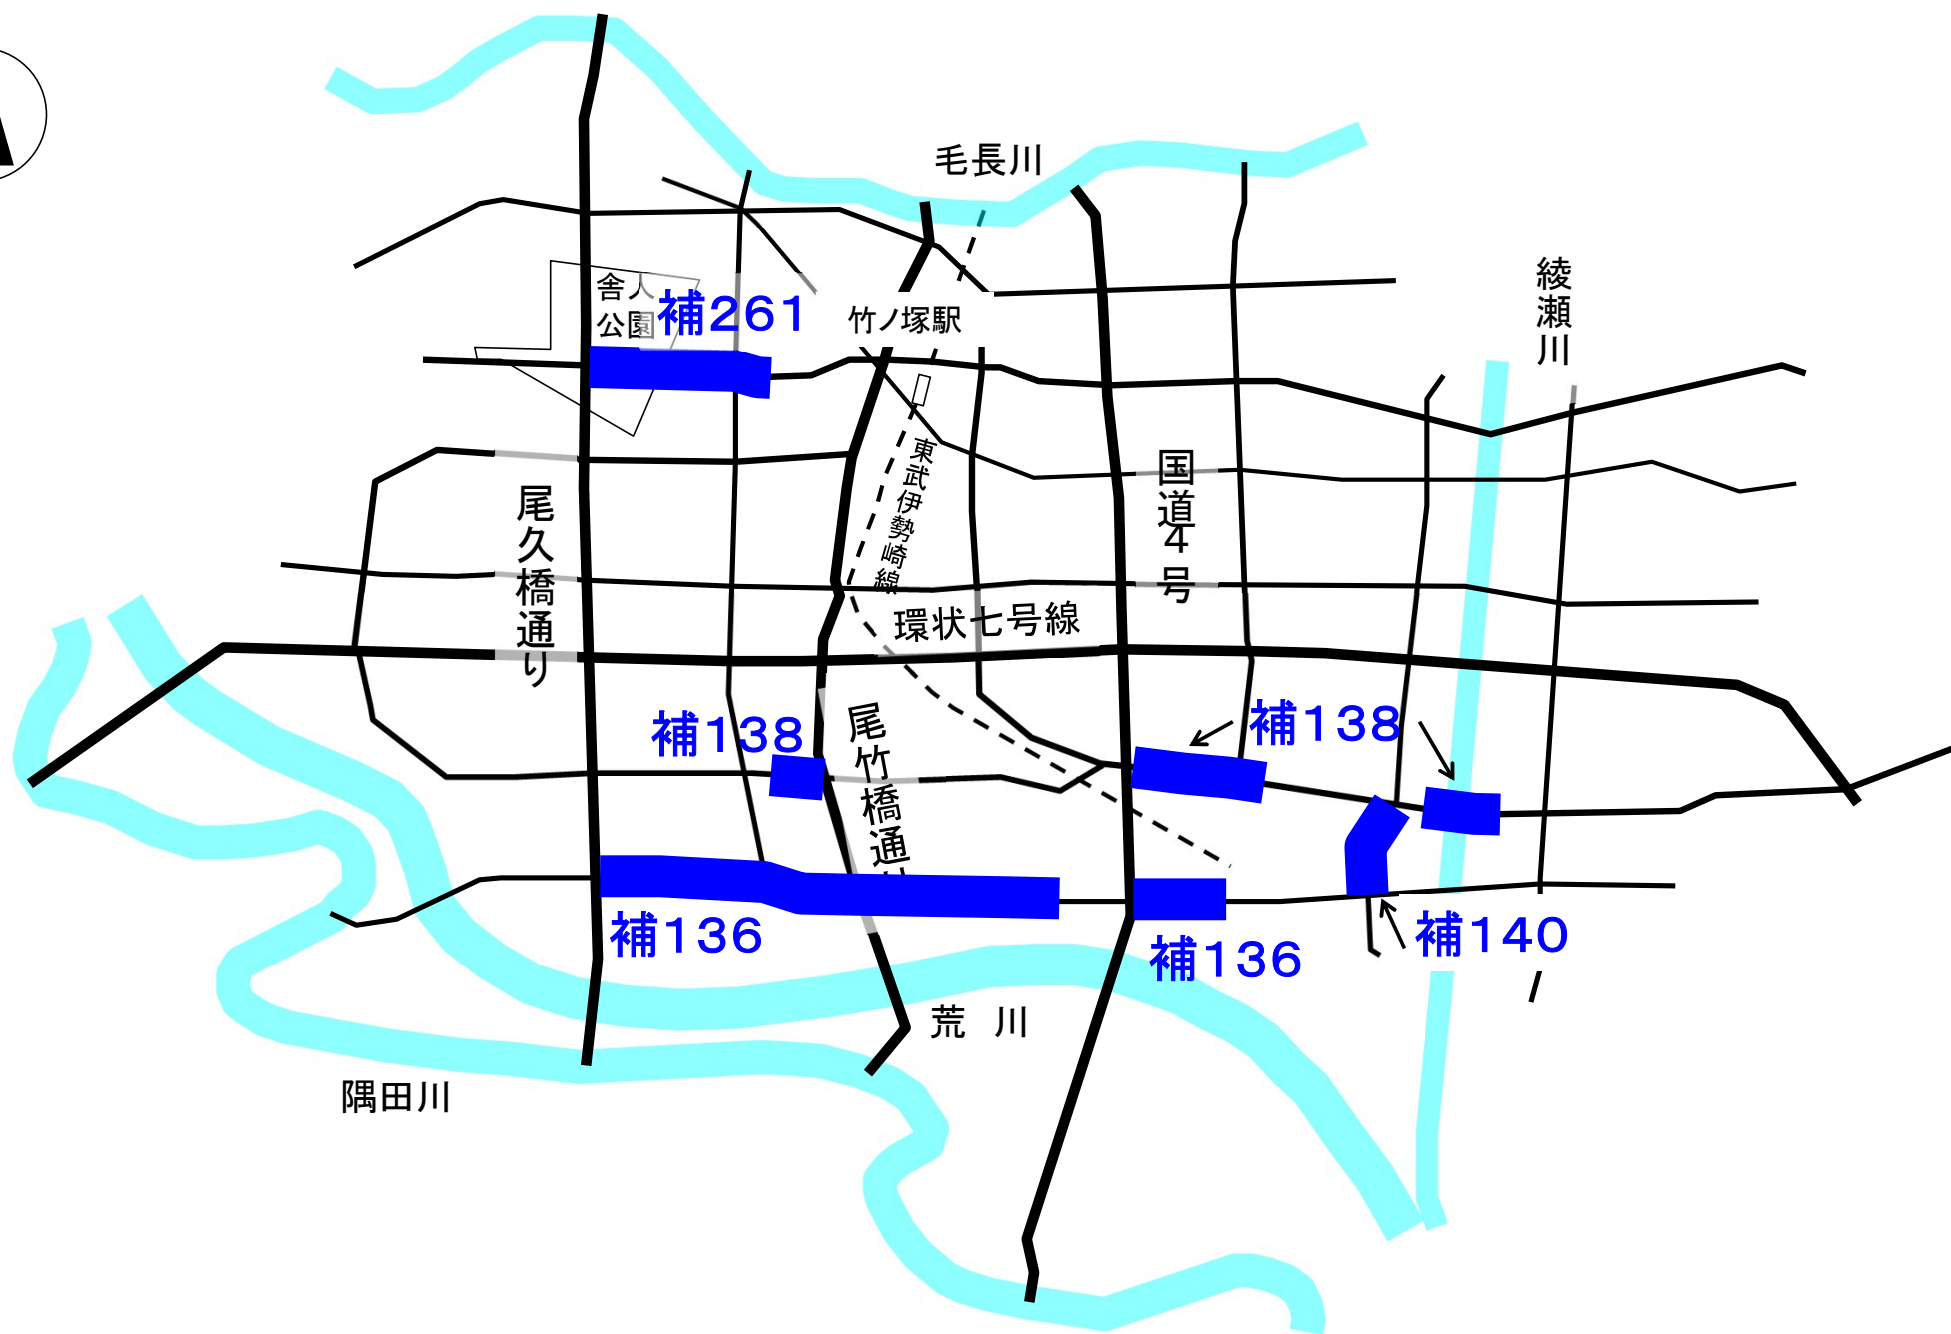 毛長川
綾瀬川
舎人
公園
補261
竹ノ塚駅
東武伊勢崎線
国道4号
尾久橋通り
環状七号線
補138
尾竹橋通り
補138
補136
補136
補140
荒川
隅田川